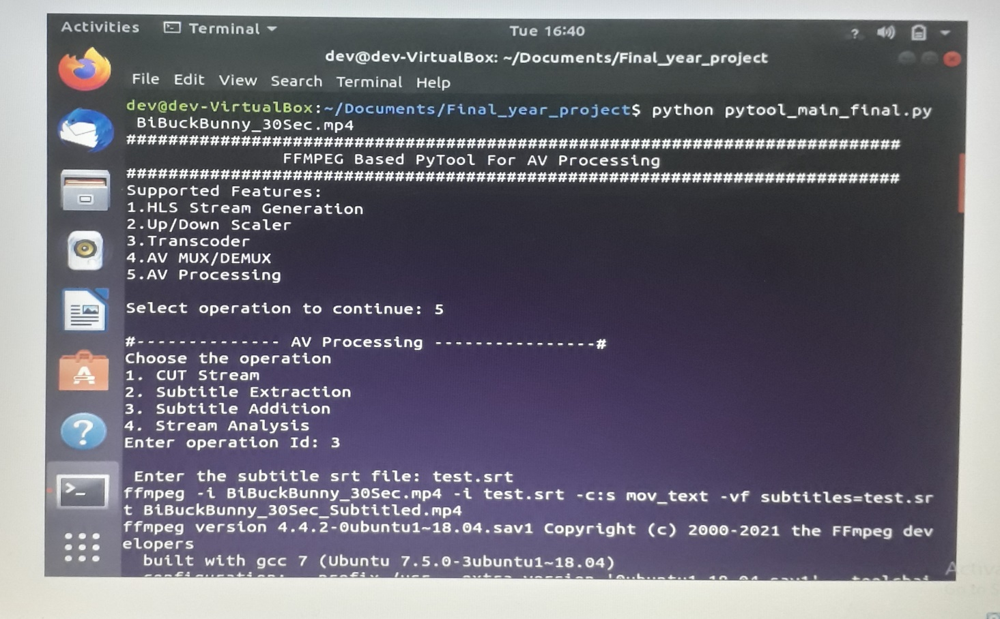 Activities Terminal Tue 16:40 ?
dev@dev-VirtualBox: ~/Documents/Final_year_project
File Edit View Search Terminal Help
dev@dev-VirtualBox:~/Documents/Final_year_project$ python pytool_main_final.py
BiBuckBunny_30Sec.mp4
##########################################################################
FFMPEG Based PyTool For AV Processing
##########################################################################
Supported Features:
1.HLS Stream Generation
2.Up/Down Scaler
3.Transcoder
4.AV MUX/DEMUX
5.AV Processing
Select operation to continue: 5
#-------------- AV Processing ----------------#
Choose the operation
1. CUT Stream
2. Subtitle Extraction
3. Subtitle Addition
4. Stream Analysis
Enter operation Id: 3
Enter the subtitle srt file: test.srt
ffmpeg -i BiBuckBunny_30Sec.mp4 -i test.srt -c:s mov_text -vf subtitles=test.sr
t BiBuckBunny_30Sec_Subtitled.mp4
ffmpeg version 4.4.2-0ubuntu1~18.04.sav1 Copyright (c) 2000-2021 the FFmpeg dev
elopers
built with gcc 7 (Ubuntu 7.5.0-3ubuntu1~18.04)